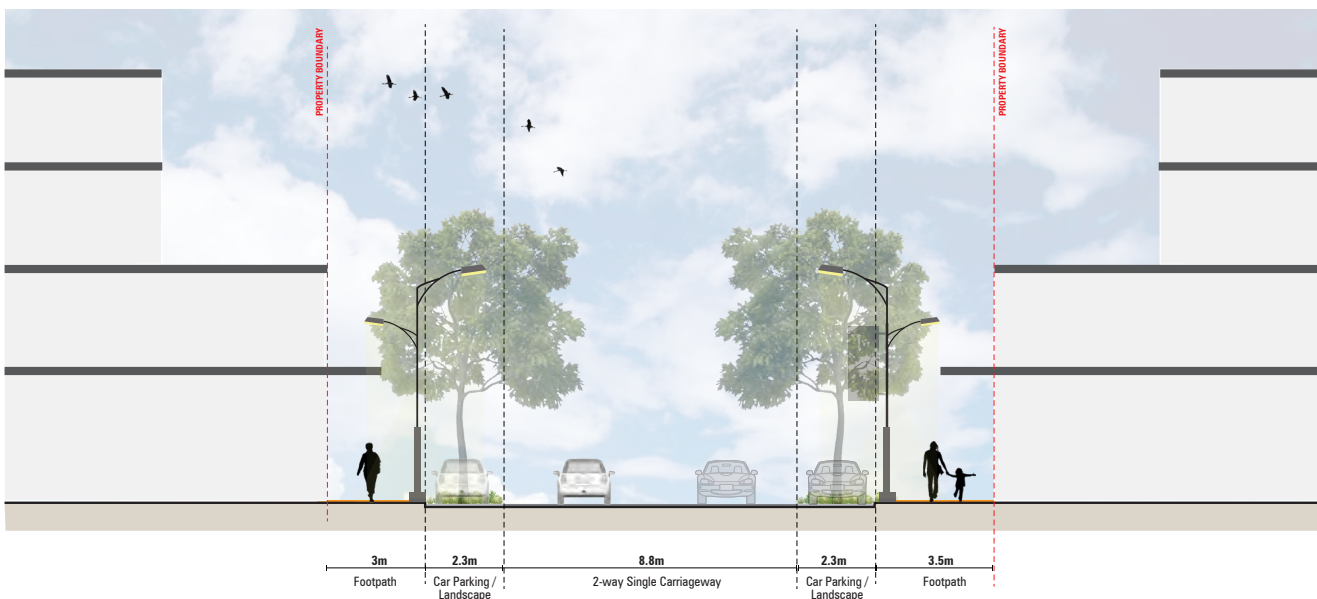 PROPERTY BOUNDARY
PROPERTY BOUNDARY
3m
Footpath
2.3m
Car Parking /
Landscape
8.8m
2-way Single Carriageway
2.3m
Car Parking /
Landscape
3.5m
Footpath